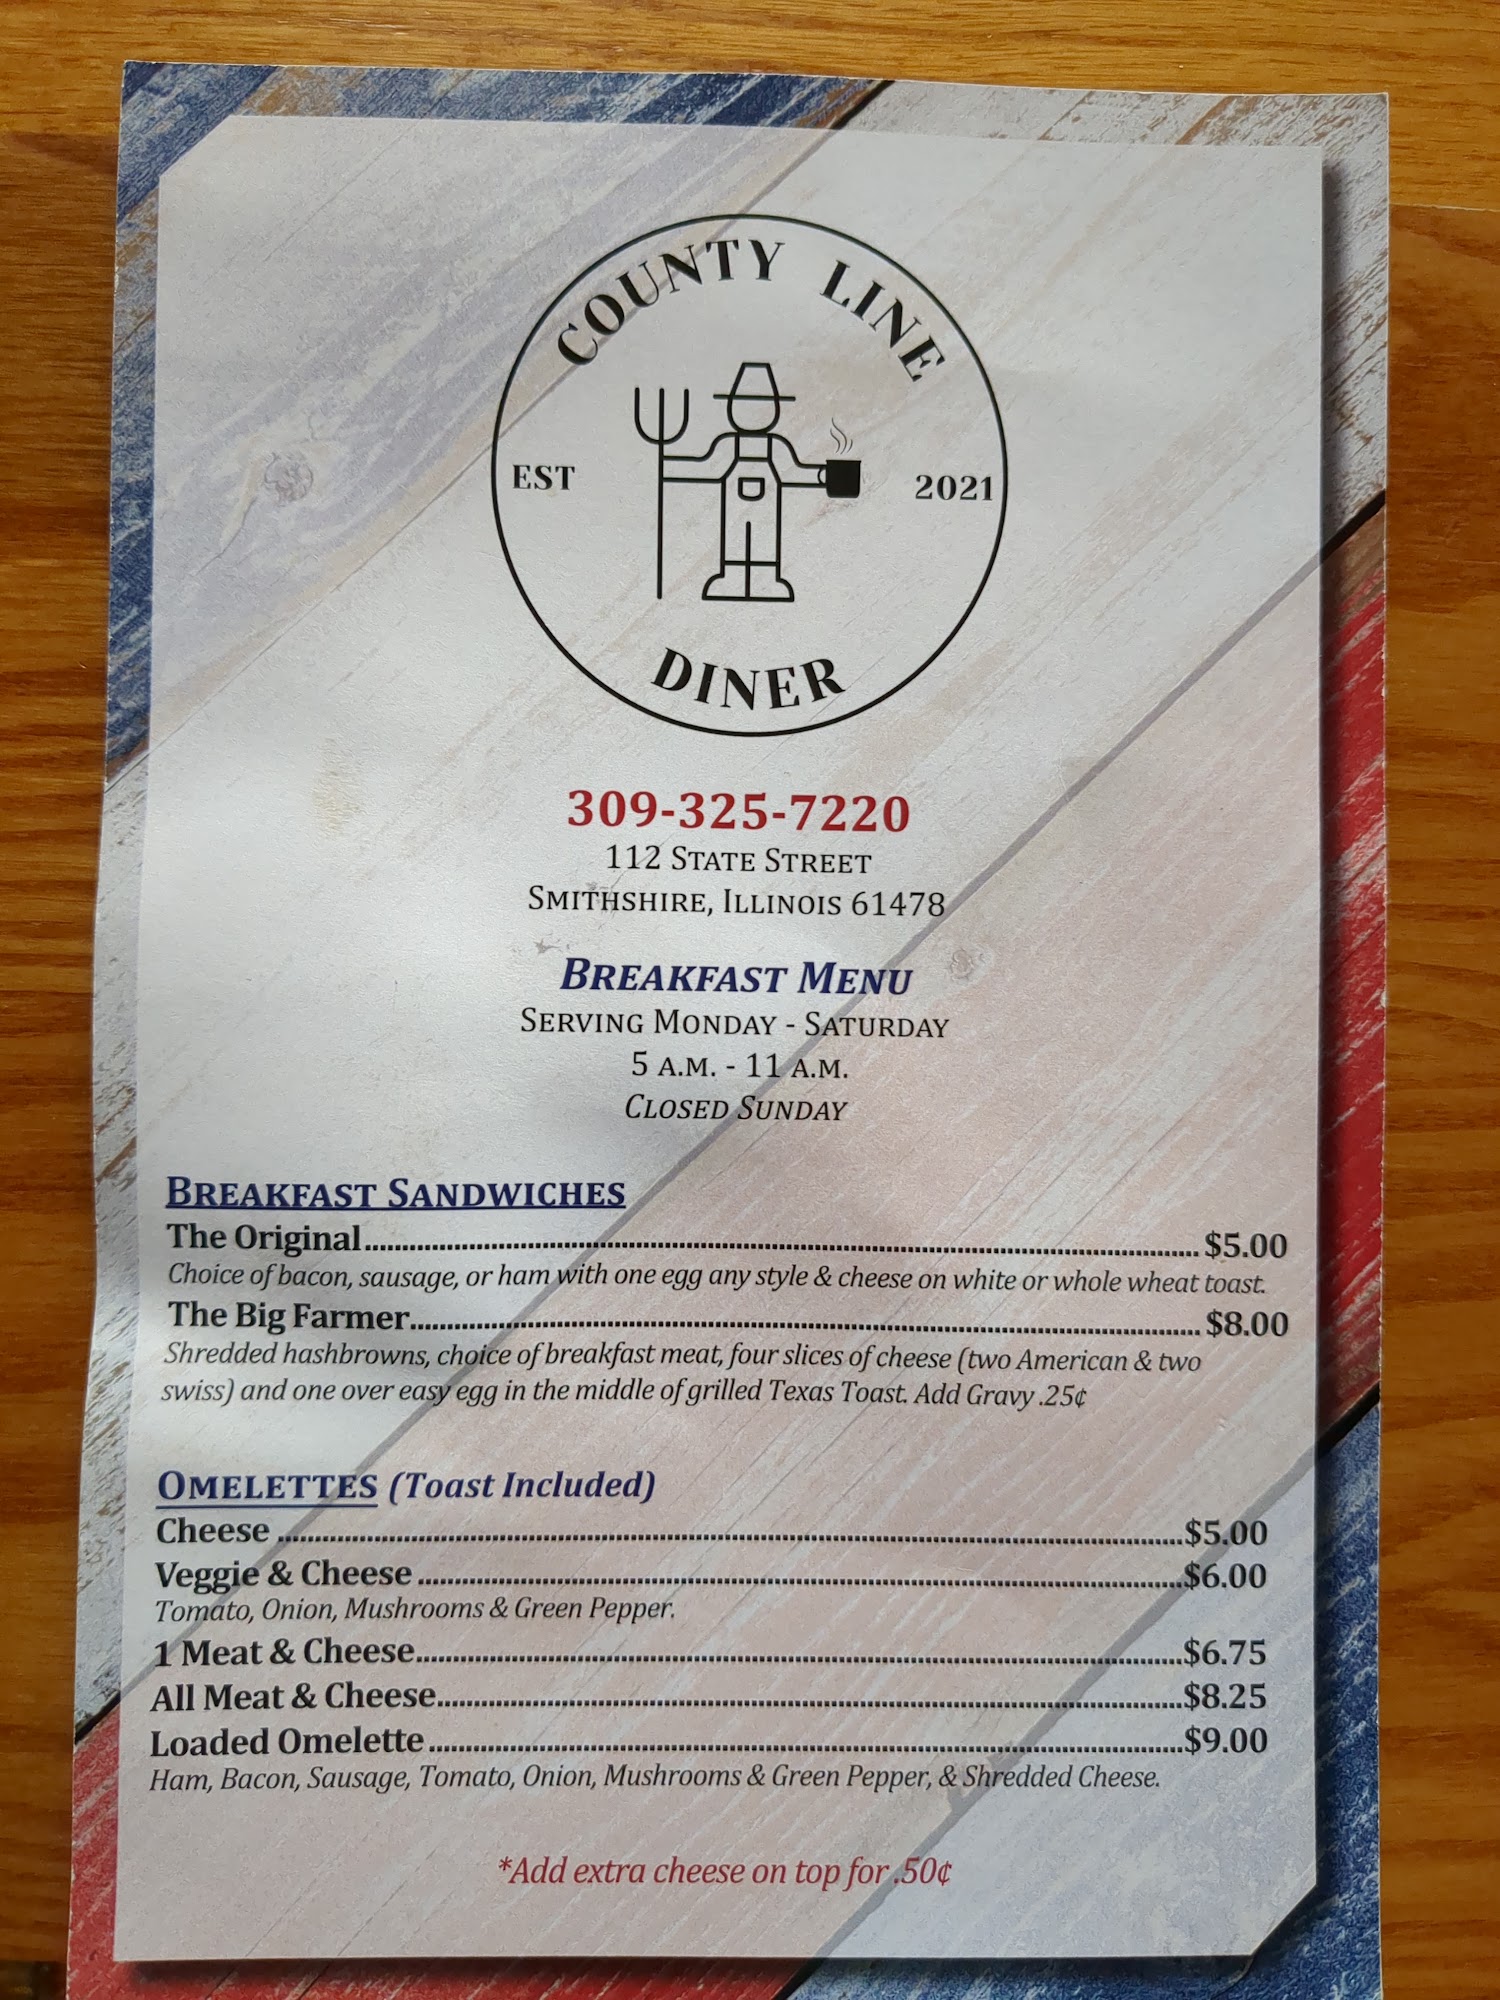 COUNTY LINE
EST 2021
DINER
309-325-7220
112 STATE STREET
SMITHSHIRE, ILLINOIS 61478
BREAKFAST MENU
SERVING MONDAY - SATURDAY
5 A.M. - 11 A.M.
CLOSED SUNDAY
BREAKFAST SANDWICHES
The Original $5.00
Choice of bacon, sausage, or ham with one egg any style & cheese on white or whole wheat toast.
The Big Farmer $8.00
Shredded hashbrowns, choice of breakfast meat, four slices of cheese (two American & two
swiss) and one over easy egg in the middle of grilled Texas Toast. Add Gravy .25¢
OMELETTES (Toast Included)
Cheese $5.00
Veggie & Cheese $6.00
Tomato, Onion, Mushrooms & Green Pepper.
1 Meat & Cheese $6.75
All Meat & Cheese $8.25
Loaded Omelette $9.00
Ham, Bacon, Sausage, Tomato, Onion, Mushrooms & Green Pepper, & Shredded Cheese.
*Add extra cheese on top for .50¢